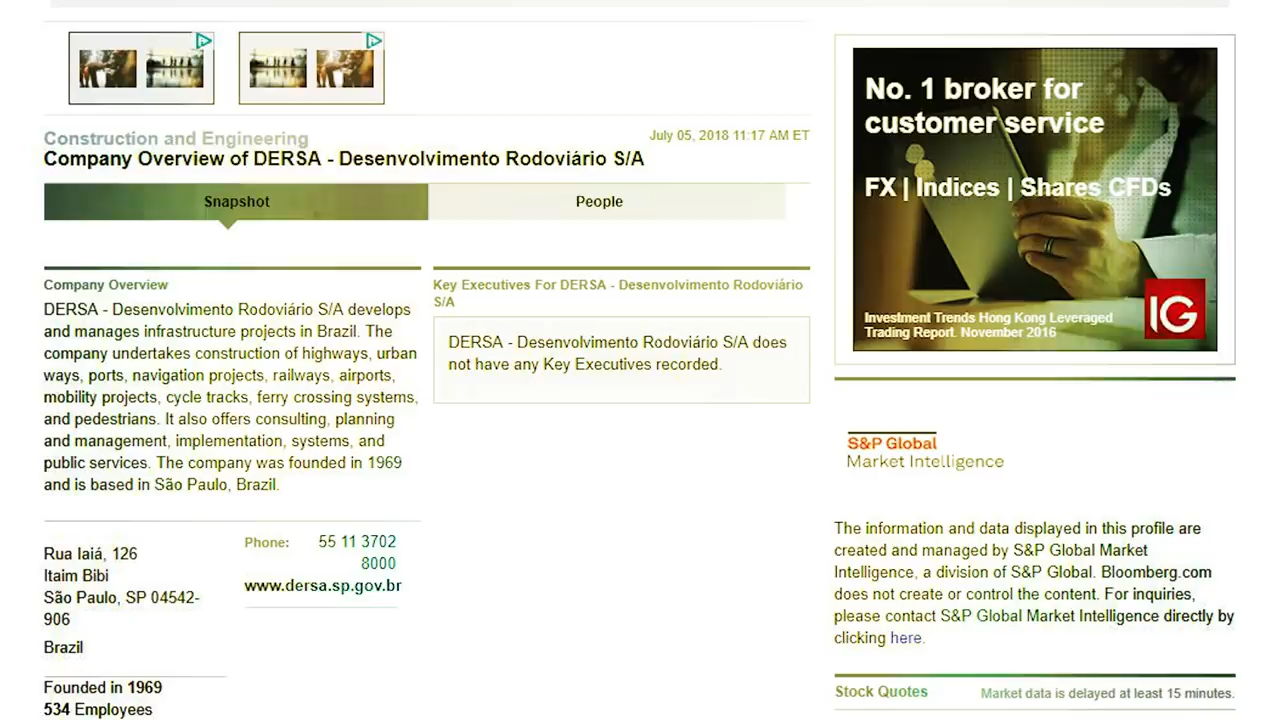 Construction and Engineering
July 05, 2018 11:17 AM ET
Company Overview of DERSA - Desenvolvimento Rodoviário S/A
Snapshot
People
Company Overview
DERSA - Desenvolvimento Rodoviário S/A develops
and manages infrastructure projects in Brazil. The
company undertakes construction of highways, urban
ways, ports, navigation projects, railways, airports,
mobility projects, cycle tracks, ferry crossing systems,
and pedestrians. It also offers consulting, planning
and management, implementation, systems, and
public services. The company was founded in 1969
and is based in São Paulo, Brazil.
Rua Iaiá, 126
Itaim Bibi
São Paulo, SP 04542-
906
Brazil
Founded in 1969
534 Employees
Phone: 55 11 3702
8000
www.dersa.sp.gov.br
Key Executives For DERSA - Desenvolvimento Rodoviário
S/A
DERSA - Desenvolvimento Rodoviário S/A does
not have any Key Executives recorded.
No. 1 broker for
customer service
FX | Indices | Shares CFDs
Investment Trends Hong Kong Leveraged
Trading Report. November 2016
IG
S&P Global
Market Intelligence
The information and data displayed in this profile are
created and managed by S&P Global Market
Intelligence, a division of S&P Global. Bloomberg.com
does not create or control the content. For inquiries,
please contact S&P Global Market Intelligence directly by
clicking here.
Stock Quotes
Market data is delayed at least 15 minutes.